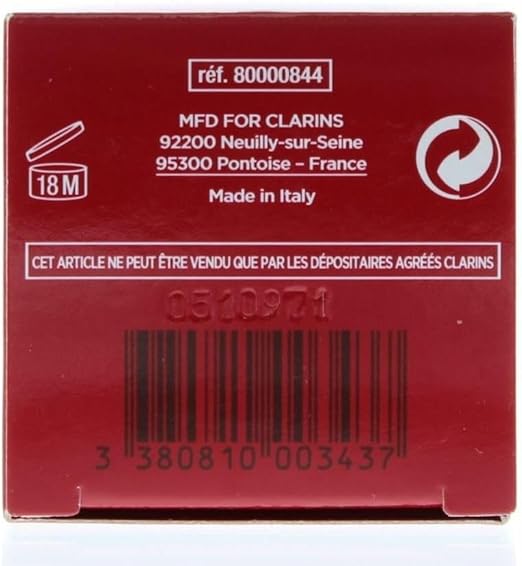 réf. 80000844
MFD FOR CLARINS
92200 Neuilly-sur-Seine
95300 Pontoise – France
18 M
Made in Italy
CET ARTICLE NE PEUT ÊTRE VENDU QUE PAR LES DÉPOSITAIRES AGRÉÉS CLARINS
0510971
3 380810 003437